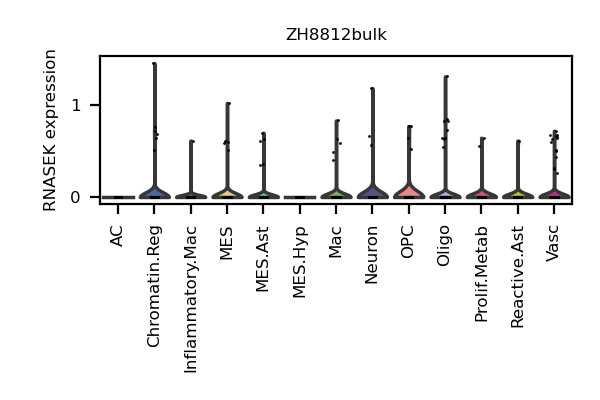 ZH8812bulk
RNASEK expression
1
0
AC
Chromatin.Reg
Inflammatory.Mac
MES
MES.Ast
MES.Hyp
Mac
Neuron
OPC
Oligo
Prolif.Metab
Reactive.Ast
Vasc